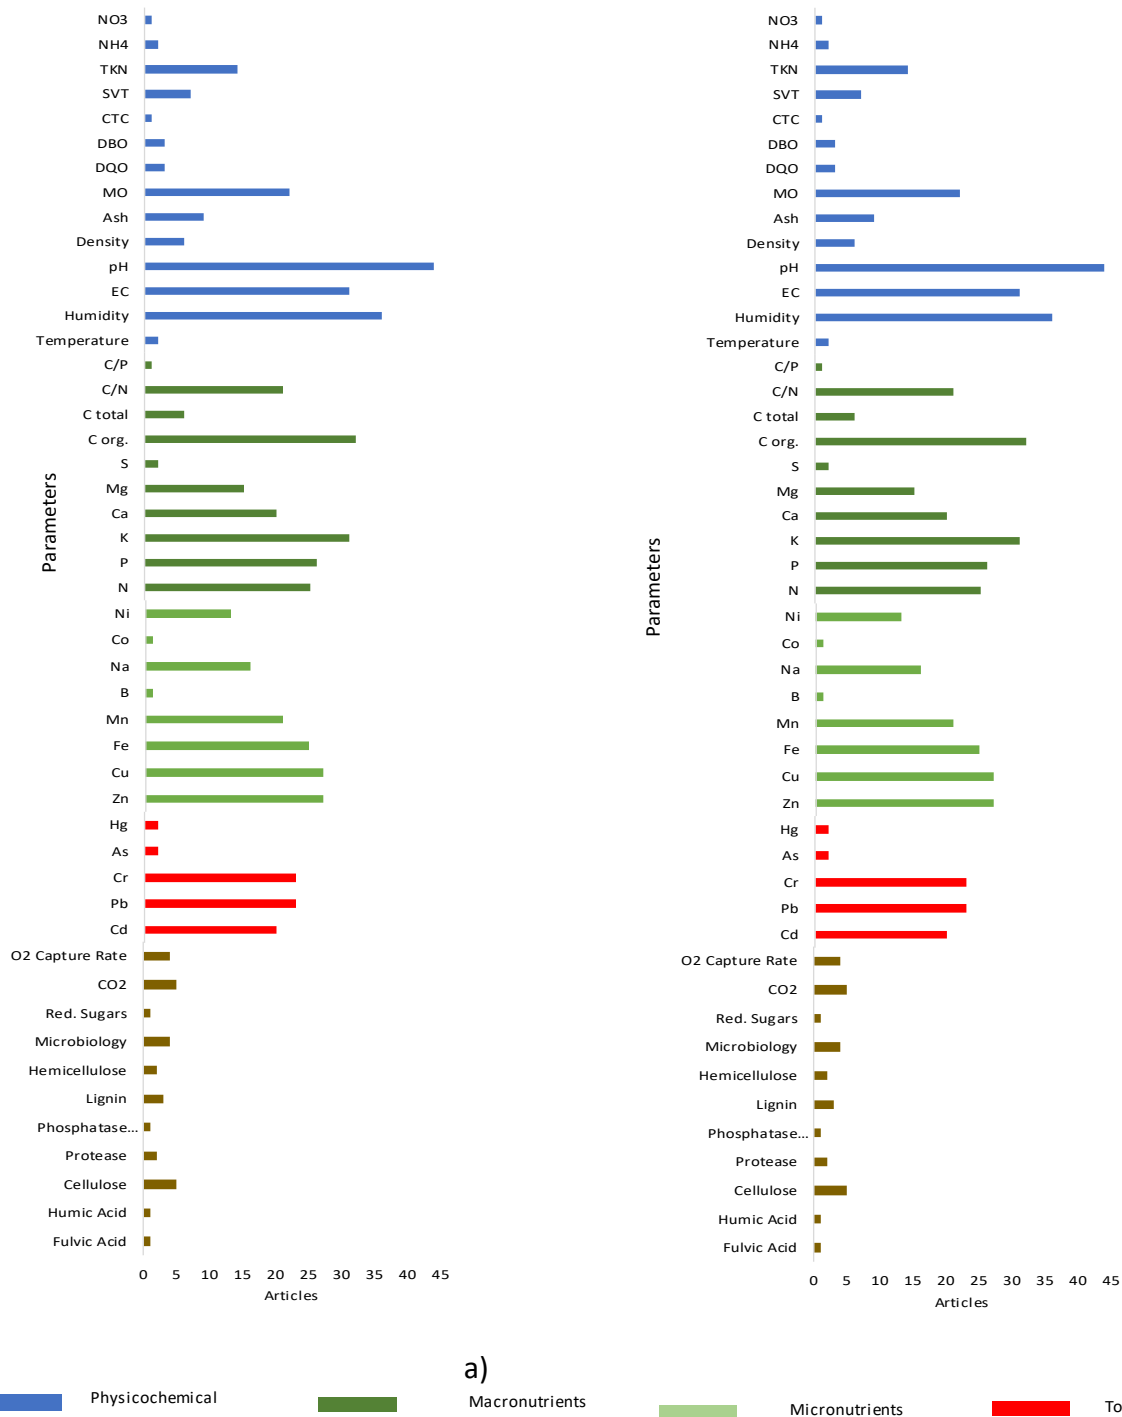 NO3
NH4
TKN
SVT
CTC
DBO
DQO
MO
Ash
Density
pH
EC
Humidity
Temperature
C/P
C/N
C total
C org.
S
Mg
Ca
K
P
N
Ni
Co
Na
B
Mn
Fe
Cu
Zn
Hg
As
Cr
Pb
Cd
O2 Capture Rate
CO2
Red. Sugars
Microbiology
Hemicellulose
Lignin
Phosphatase...
Protease
Cellulose
Humic Acid
Fulvic Acid
Parameters
0 5 10 15 20 25 30 35 40 45
Articles
NO3
NH4
TKN
SVT
CTC
DBO
DQO
MO
Ash
Density
pH
EC
Humidity
Temperature
C/P
C/N
C total
C org.
S
Mg
Ca
K
P
N
Ni
Co
Na
B
Mn
Fe
Cu
Zn
Hg
As
Cr
Pb
Cd
O2 Capture Rate
CO2
Red. Sugars
Microbiology
Hemicellulose
Lignin
Phosphatase...
Protease
Cellulose
Humic Acid
Fulvic Acid
Parameters
0 5 10 15 20 25 30 35 40 45
Articles
a)
Physicochemical
Macronutrients
Micronutrients
To